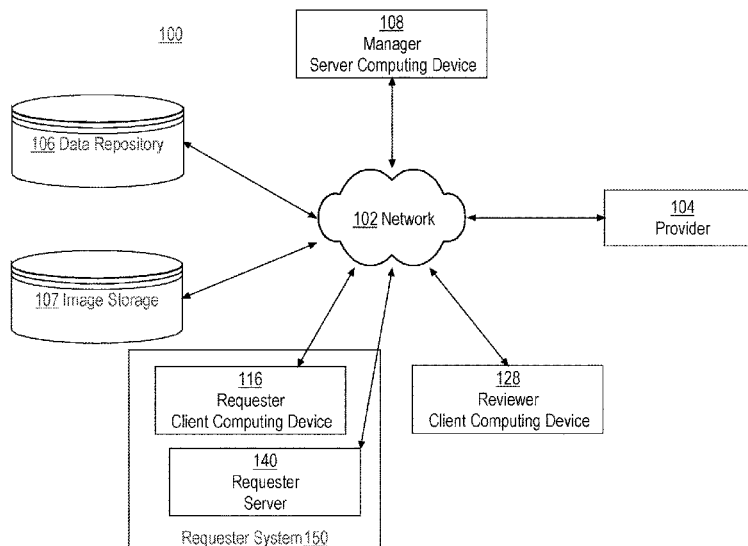 100
108
Manager
Server Computing Device
106 Data Repository
102 Network
104
Provider
107 Image Storage
116
Requester
Client Computing Device
128
Reviewer
Client Computing Device
140
Requester
Server
Requester System 150